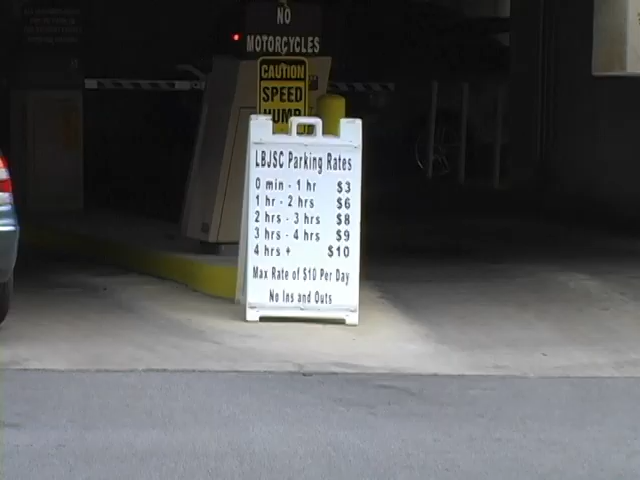 NO
MOTORCYCLES
CAUTION
SPEED
HUMP
LBJSC Parking Rates
0 min - 1 hr $3
1 hr - 2 hrs $6
2 hrs - 3 hrs $8
3 hrs - 4 hrs $9
4 hrs + $10
Max Rate of $10 Per Day
No Ins and Outs